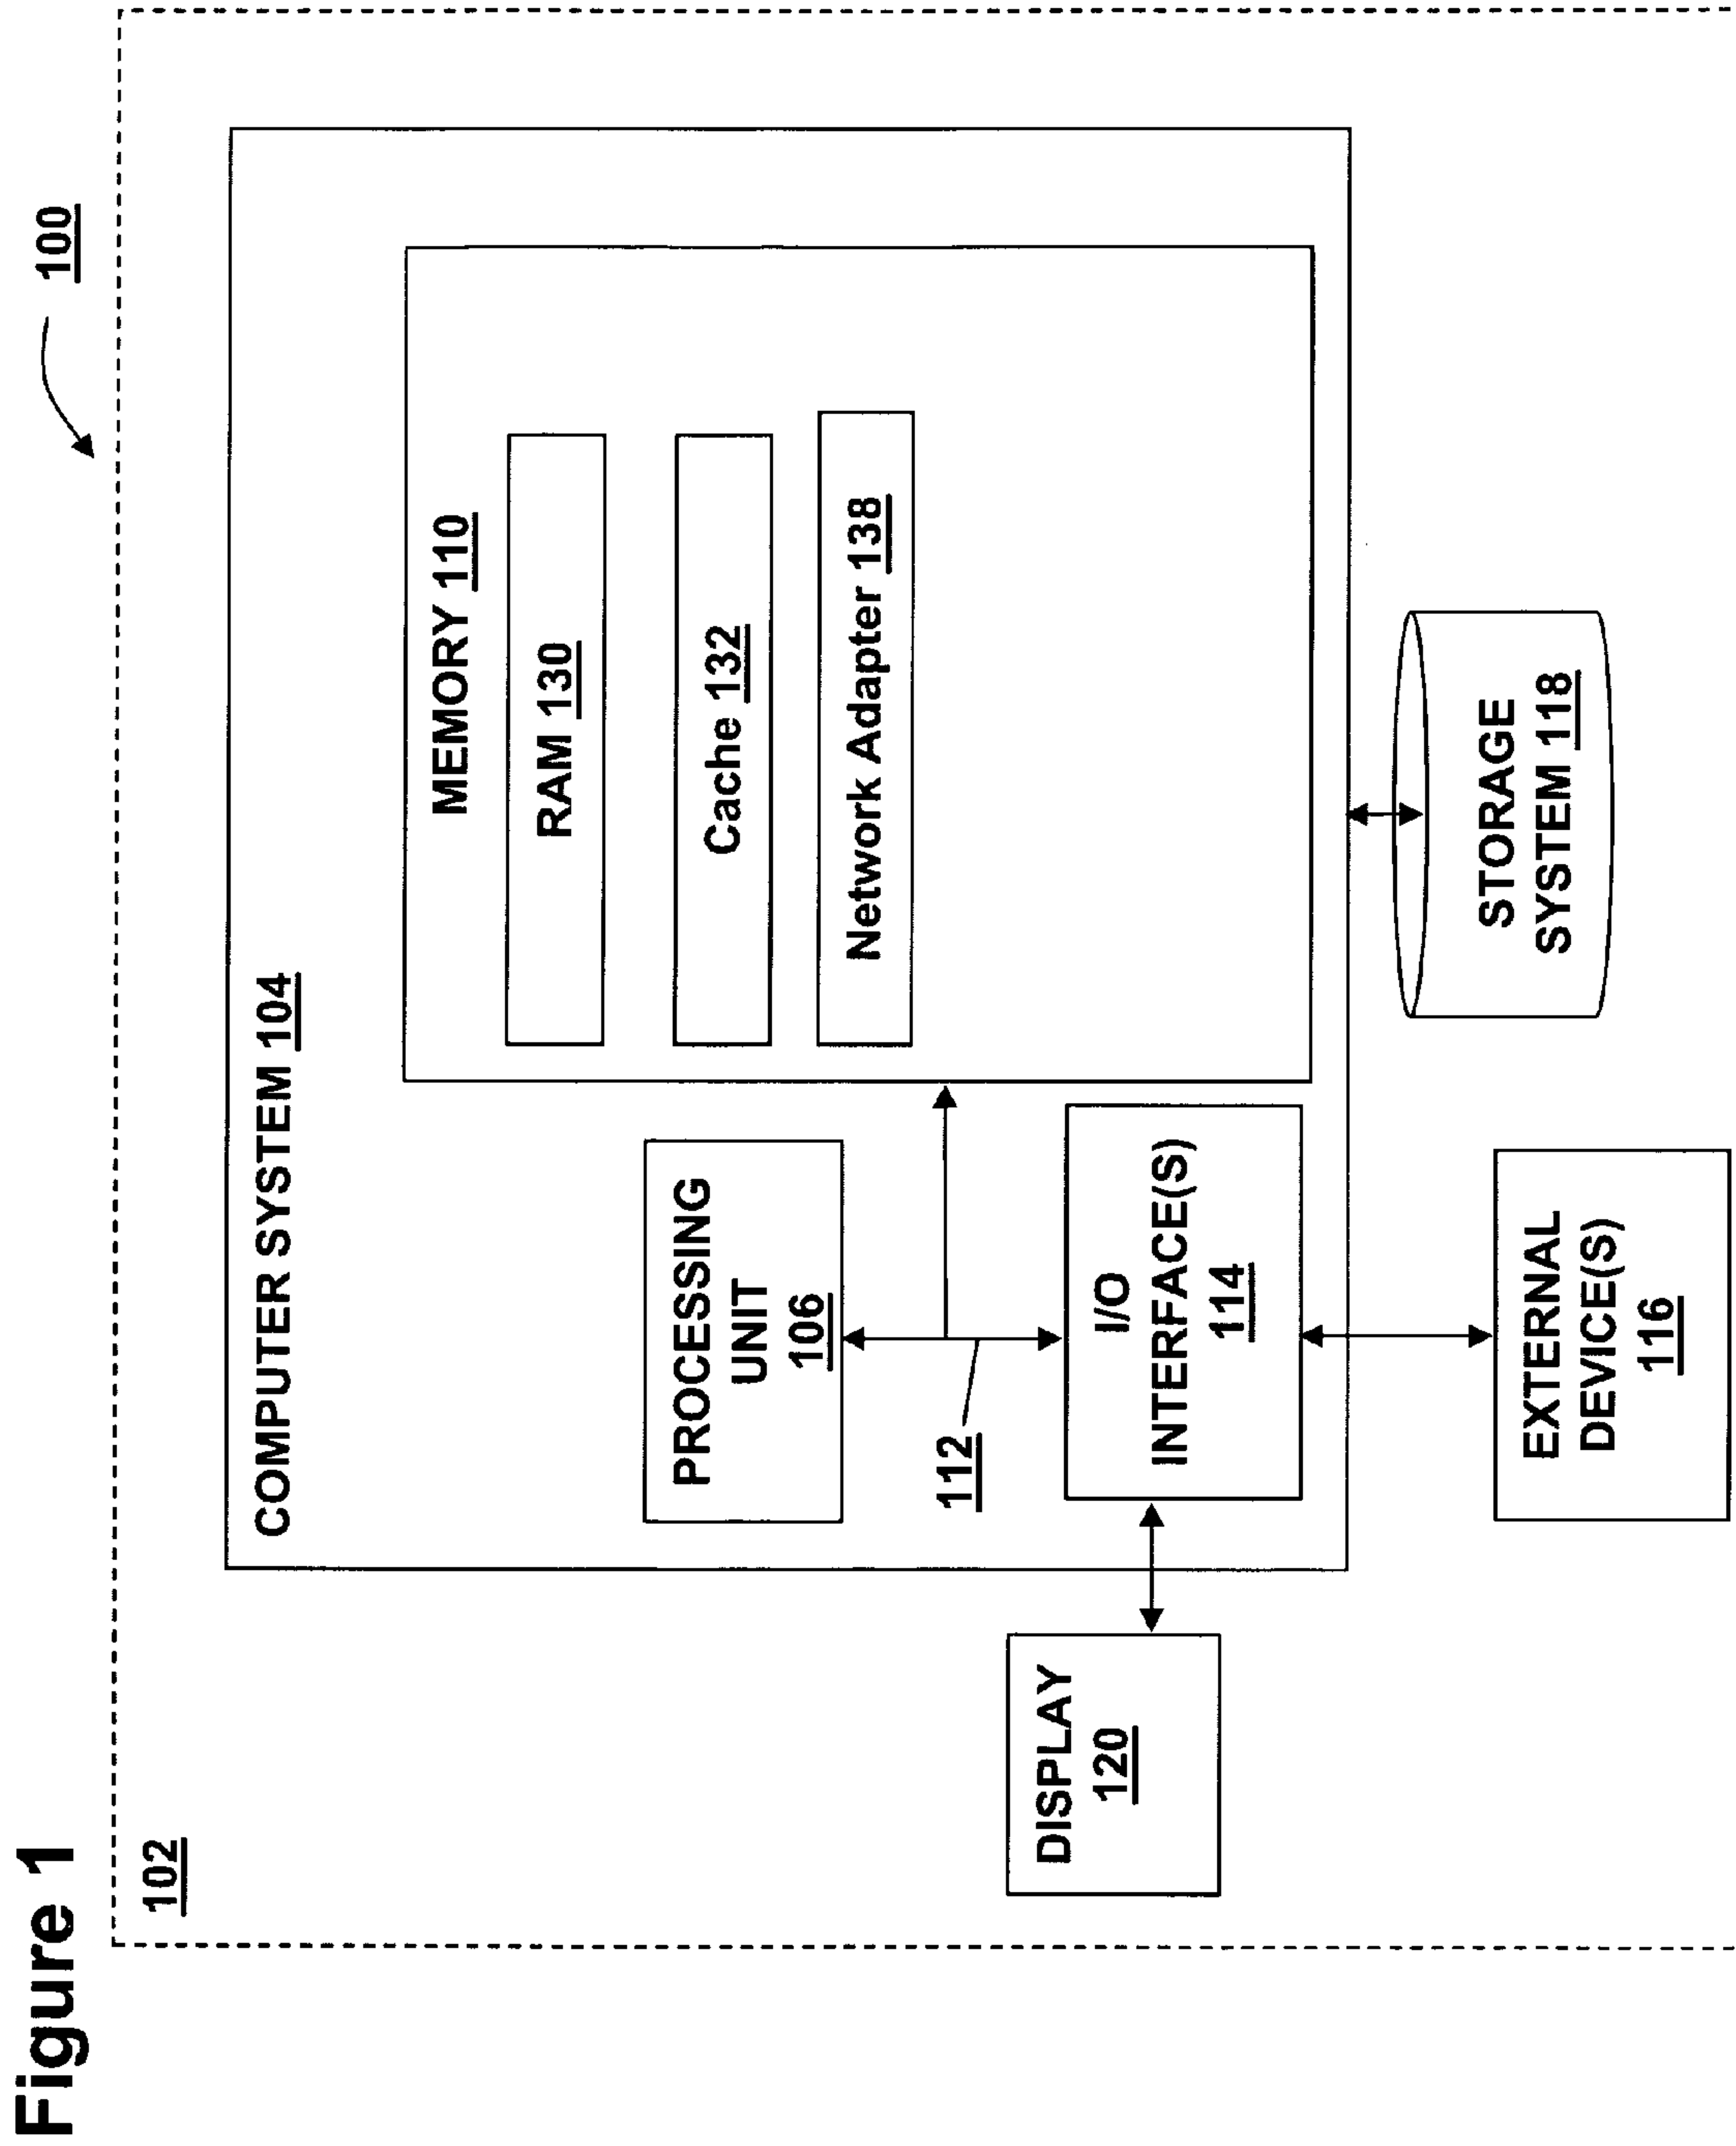 Figure 1
100
102
COMPUTER SYSTEM 104
MEMORY 110
RAM 130
Cache 132
Network Adapter 138
PROCESSING
UNIT
106
112
I/O
INTERFACE(S)
114
DISPLAY
120
EXTERNAL
DEVICE(S)
116
STORAGE
SYSTEM 118